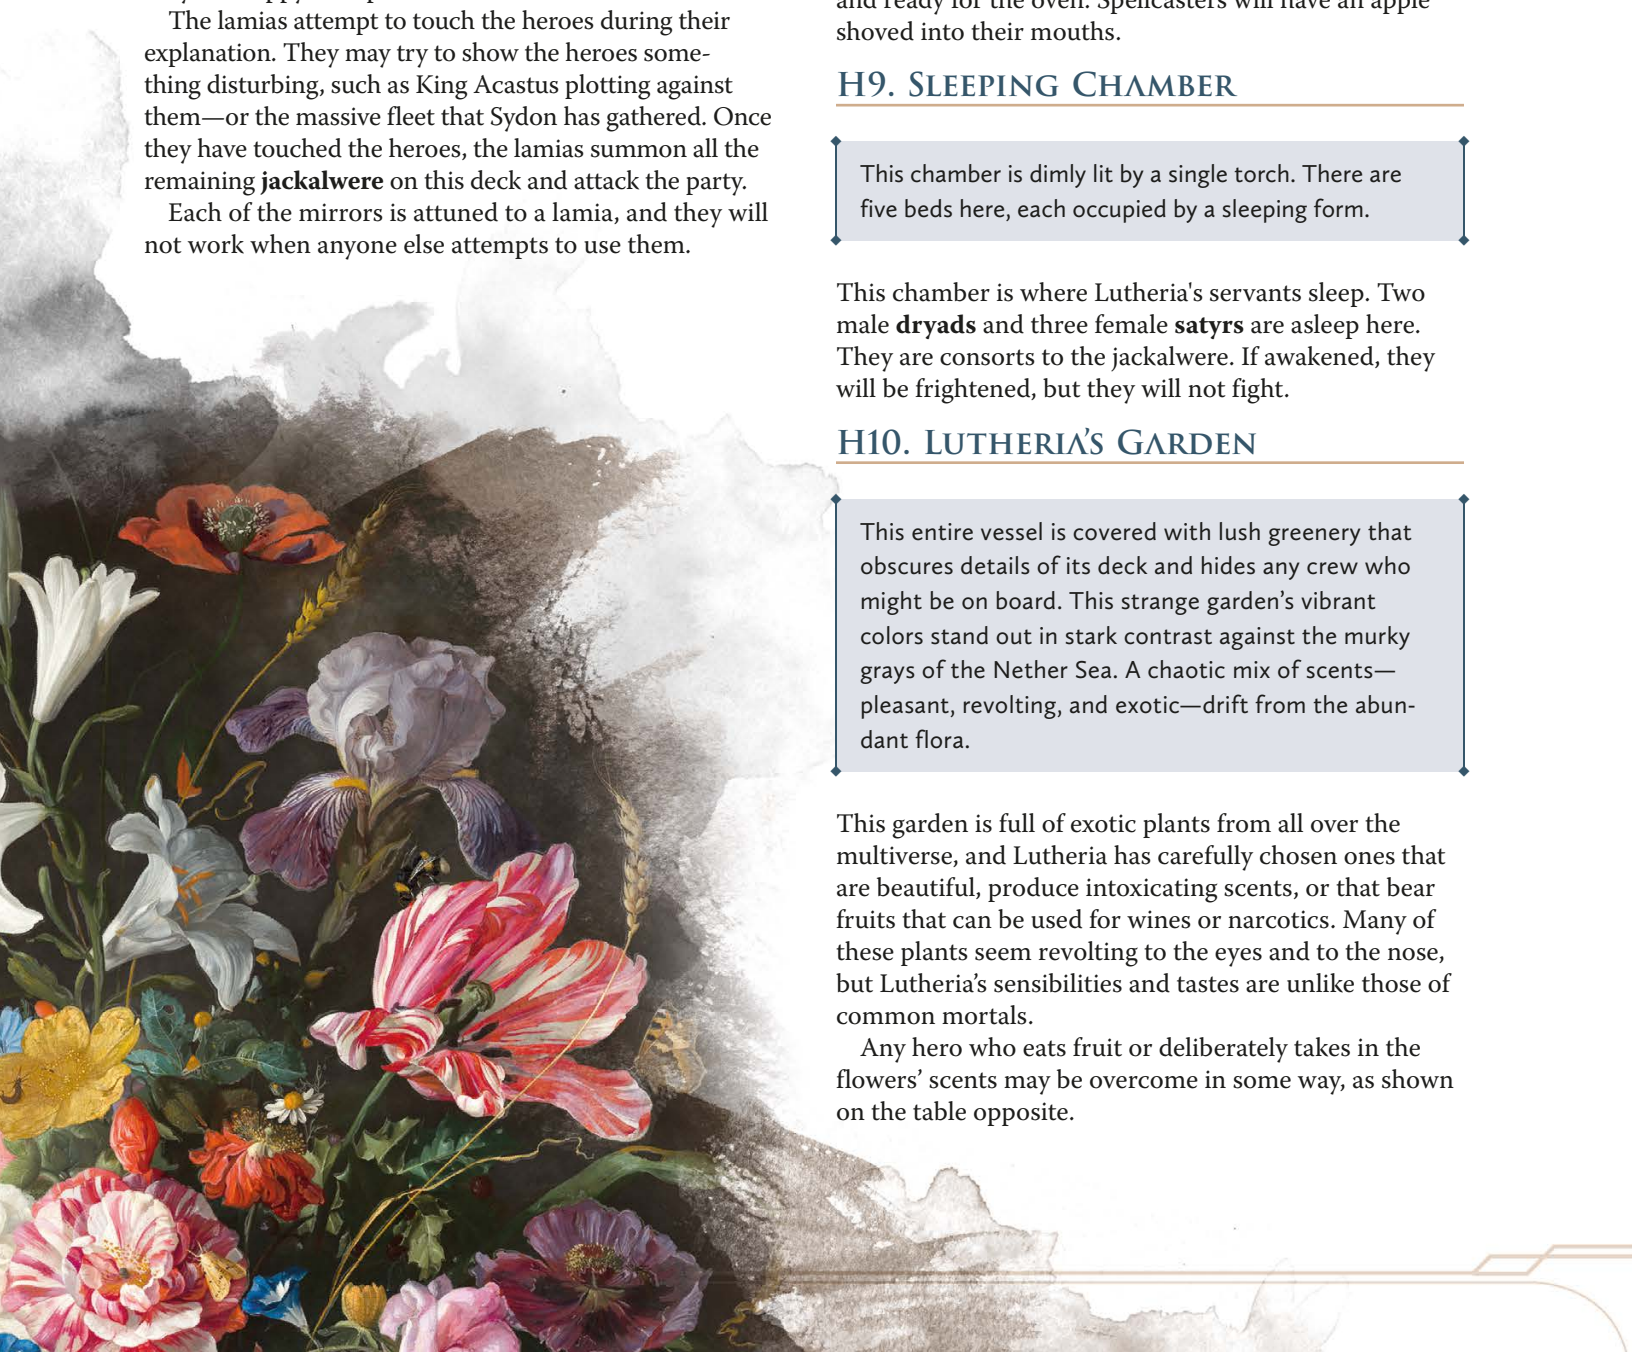 The lamias attempt to touch the heroes during their
explanation. They may try to show the heroes some-
thing disturbing, such as King Acastus plotting against
them—or the massive fleet that Sydon has gathered. Once
they have touched the heroes, the lamias summon all the
remaining jackalwere on this deck and attack the party.
Each of the mirrors is attuned to a lamia, and they will
not work when anyone else attempts to use them.
and ready for the oven. Spellcasters will have an apple
shoved into their mouths.
H9. Sleeping Chamber
This chamber is dimly lit by a single torch. There are
five beds here, each occupied by a sleeping form.
This chamber is where Lutheria's servants sleep. Two
male dryads and three female satyrs are asleep here.
They are consorts to the jackalwere. If awakened, they
will be frightened, but they will not fight.
H10. Lutheria’s Garden
This entire vessel is covered with lush greenery that
obscures details of its deck and hides any crew who
might be on board. This strange garden’s vibrant
colors stand out in stark contrast against the murky
grays of the Nether Sea. A chaotic mix of scents—
pleasant, revolting, and exotic—drift from the abun-
dant flora.
This garden is full of exotic plants from all over the
multiverse, and Lutheria has carefully chosen ones that
are beautiful, produce intoxicating scents, or that bear
fruits that can be used for wines or narcotics. Many of
these plants seem revolting to the eyes and to the nose,
but Lutheria’s sensibilities and tastes are unlike those of
common mortals.
Any hero who eats fruit or deliberately takes in the
flowers’ scents may be overcome in some way, as shown
on the table opposite.